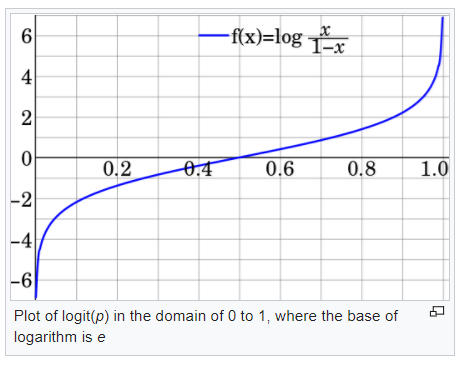 6
f(x)=log x/1−x
4
2
0
0.2 0.4 0.6 0.8 1.0
−2
−4
−6
Plot of logit(p) in the domain of 0 to 1, where the base of
logarithm is e